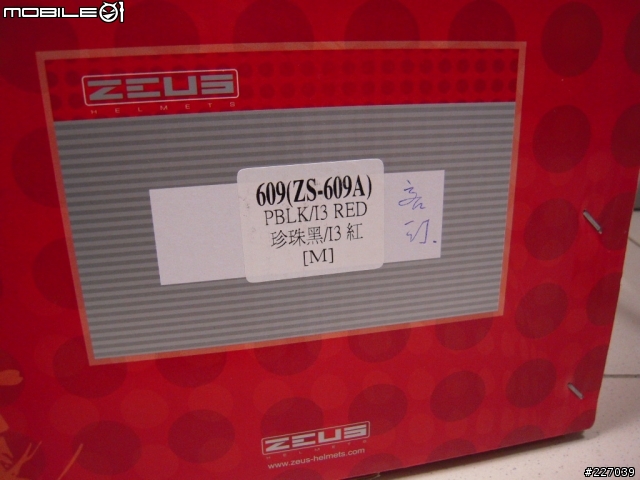 MOBILE01
ZEUS
HELMETS
609(ZS-609A)
PBLK/I3 RED
珍珠黑/I3 紅
[M]
ZEUS
HELMETS
www.zeus-helmets.com
#227039